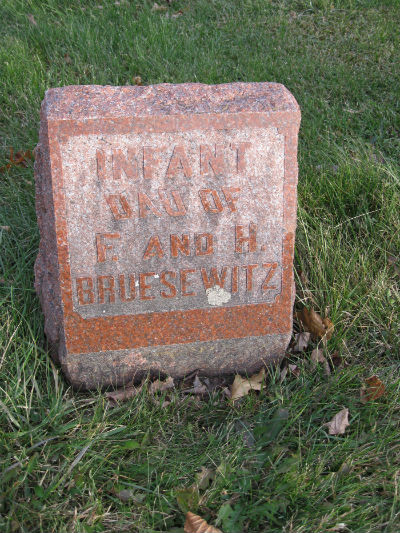 INFANT
DAU OF
F. AND H.
BRUESEWITZ